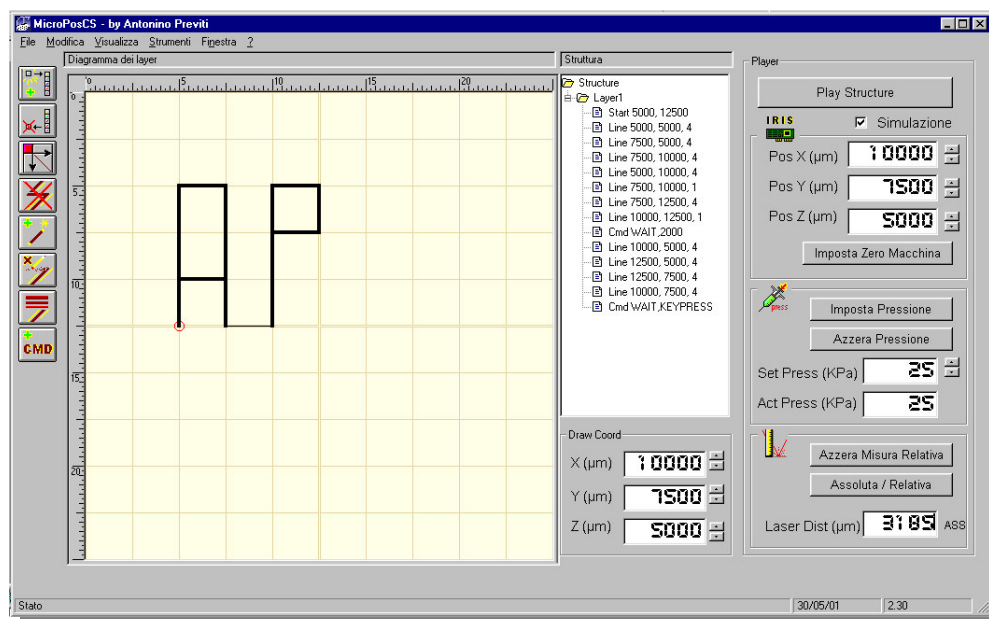 MicroPosCS - by Antonino Previti
File Modifica Visualizza Strumenti Finestra ?
Diagramma dei layer
0 5 10 15 20
0
5
10
15
20
Struttura
Structure
Layer1
Start 5000, 12500
Line 5000, 5000, 4
Line 7500, 5000, 4
Line 7500, 10000, 4
Line 5000, 10000, 4
Line 7500, 10000, 1
Line 7500, 12500, 4
Line 10000, 12500, 1
Cmd WAIT,2000
Line 10000, 5000, 4
Line 12500, 5000, 4
Line 12500, 7500, 4
Line 10000, 7500, 4
Cmd WAIT,KEYPRESS
Draw Coord
X (µm) 10000
Y (µm) 7500
Z (µm) 5000
Player
Play Structure
IRIS
Simulazione
Pos X (µm) 10000
Pos Y (µm) 7500
Pos Z (µm) 5000
Imposta Zero Macchina
press
Imposta Pressione
Azzera Pressione
Set Press (KPa) 25
Act Press (KPa) 25
Azzera Misura Relativa
Assoluta / Relativa
Laser Dist (µm) 3185 ASS
CMD
Stato
30/05/01
2.30